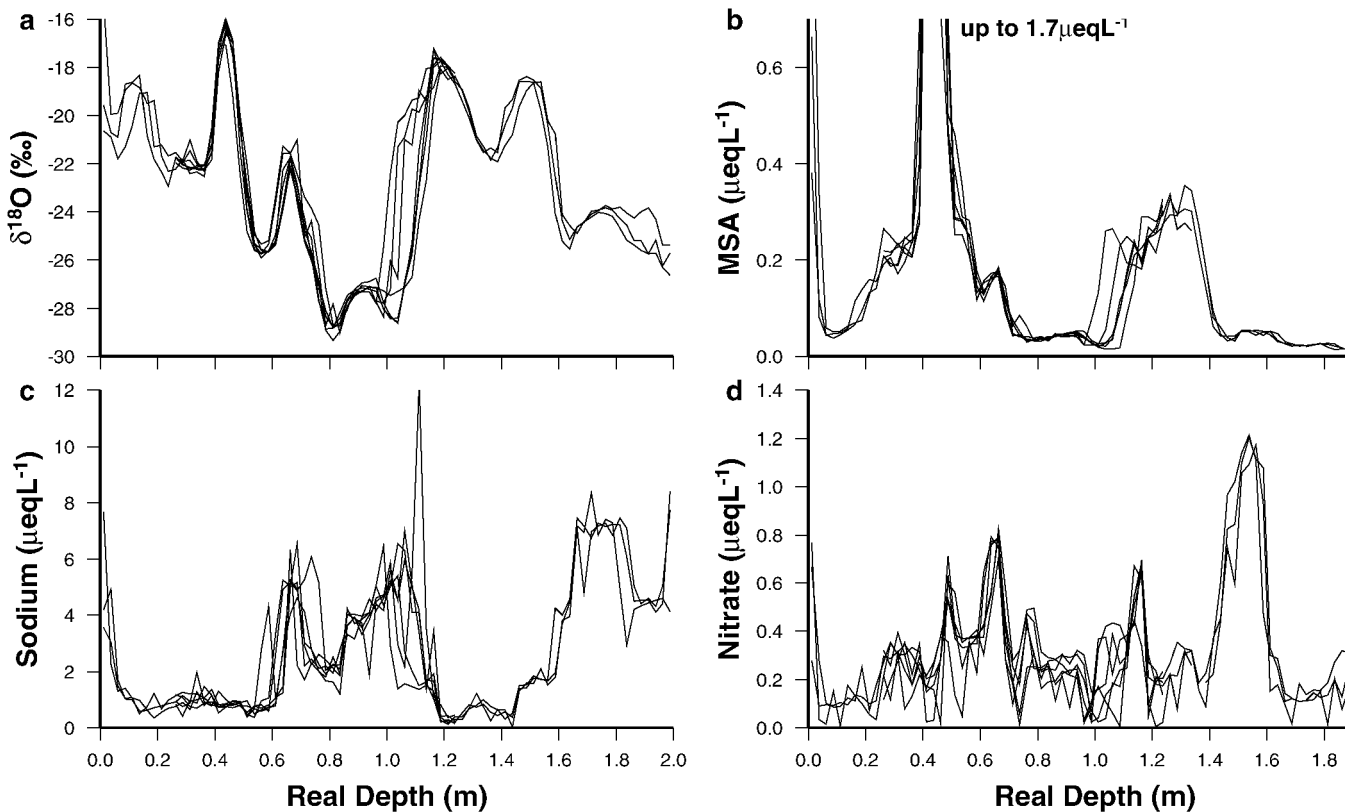 a
-16
-18
-20
-22
-24
-26
-28
-30
δ¹⁸O (‰)
b
up to 1.7μeqL⁻¹
0.6
0.4
0.2
0.0
MSA (μeqL⁻¹)
c
12
10
8
6
4
2
0
Sodium (μeqL⁻¹)
0.0 0.2 0.4 0.6 0.8 1.0 1.2 1.4 1.6 1.8 2.0
Real Depth (m)
d
1.4
1.2
1.0
0.8
0.6
0.4
0.2
0.0
Nitrate (μeqL⁻¹)
0.0 0.2 0.4 0.6 0.8 1.0 1.2 1.4 1.6 1.8
Real Depth (m)